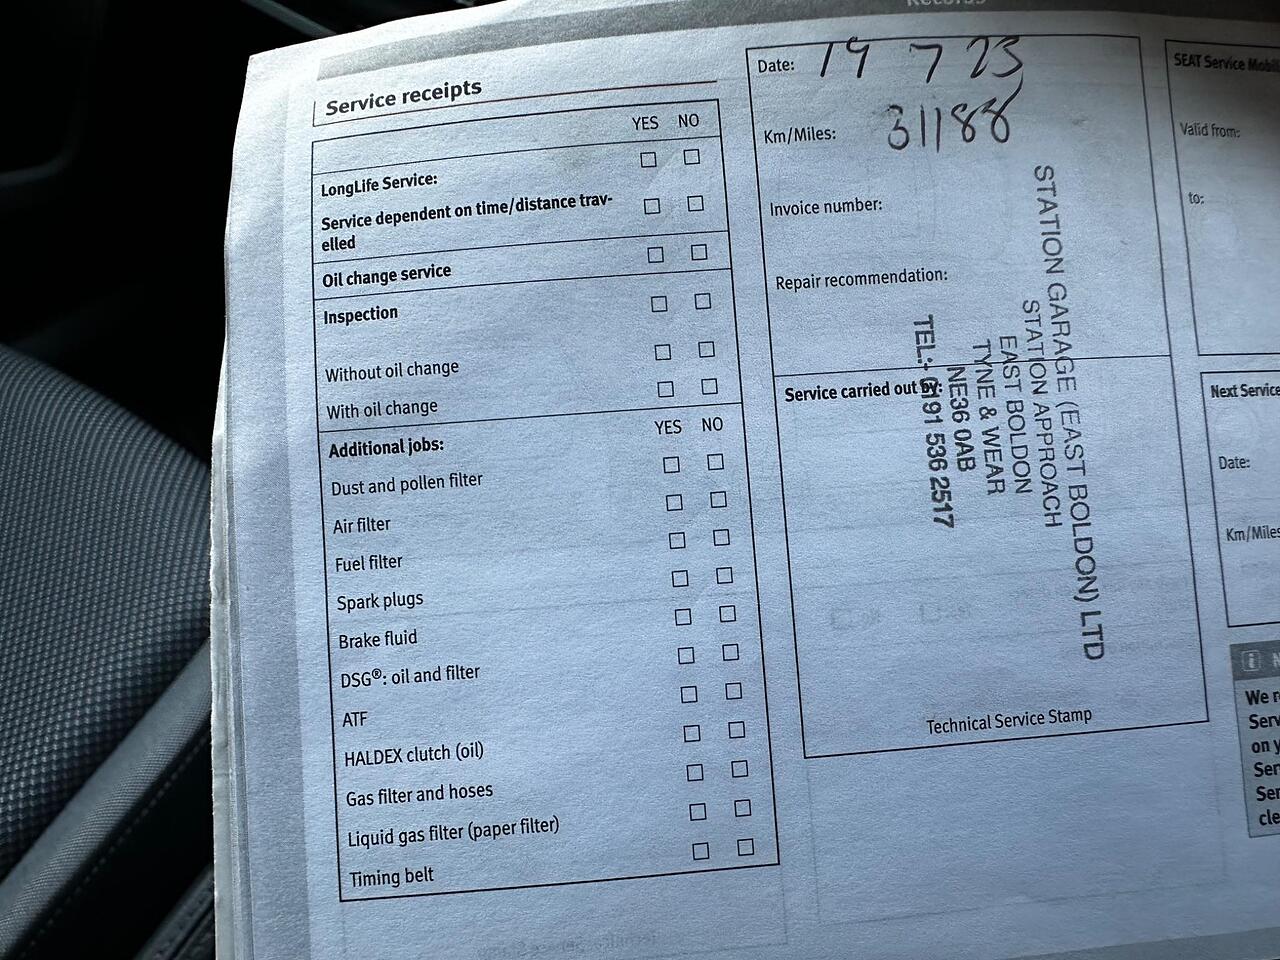 Records
Service receipts
YES NO
LongLife Service:
Service dependent on time/distance trav-
elled
Oil change service
Inspection
Without oil change
With oil change
Additional jobs:
YES NO
Dust and pollen filter
Air filter
Fuel filter
Spark plugs
Brake fluid
DSG®: oil and filter
ATF
HALDEX clutch (oil)
Gas filter and hoses
Liquid gas filter (paper filter)
Timing belt
Date: 19 7 23
Km/Miles: 31188
Invoice number:
Repair recommendation:
Service carried out by:
STATION GARAGE (EAST BOLDON) LTD
STATION APPROACH
EAST BOLDON
TYNE & WEAR
NE36 0AB
TEL:- 0191 536 2517
Technical Service Stamp
SEAT Service
Valid from:
to:
Next Service
Date:
Km/Miles
We
on